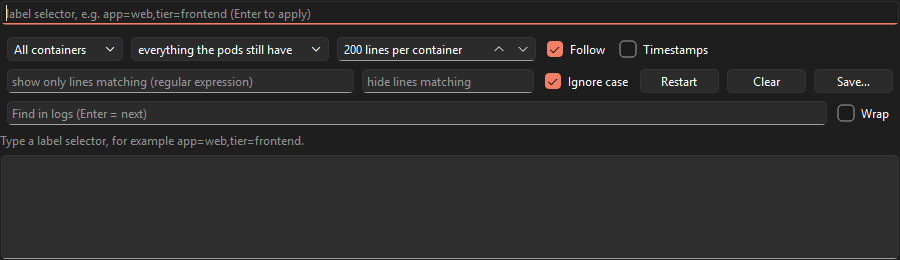 label selector, e.g. app=web,tier=frontend (Enter to apply)
All containers everything the pods still have 200 lines per container Follow Timestamps
show only lines matching (regular expression) hide lines matching Ignore case Restart Clear Save...
Find in logs (Enter = next) Wrap
Type a label selector, for example app=web,tier=frontend.